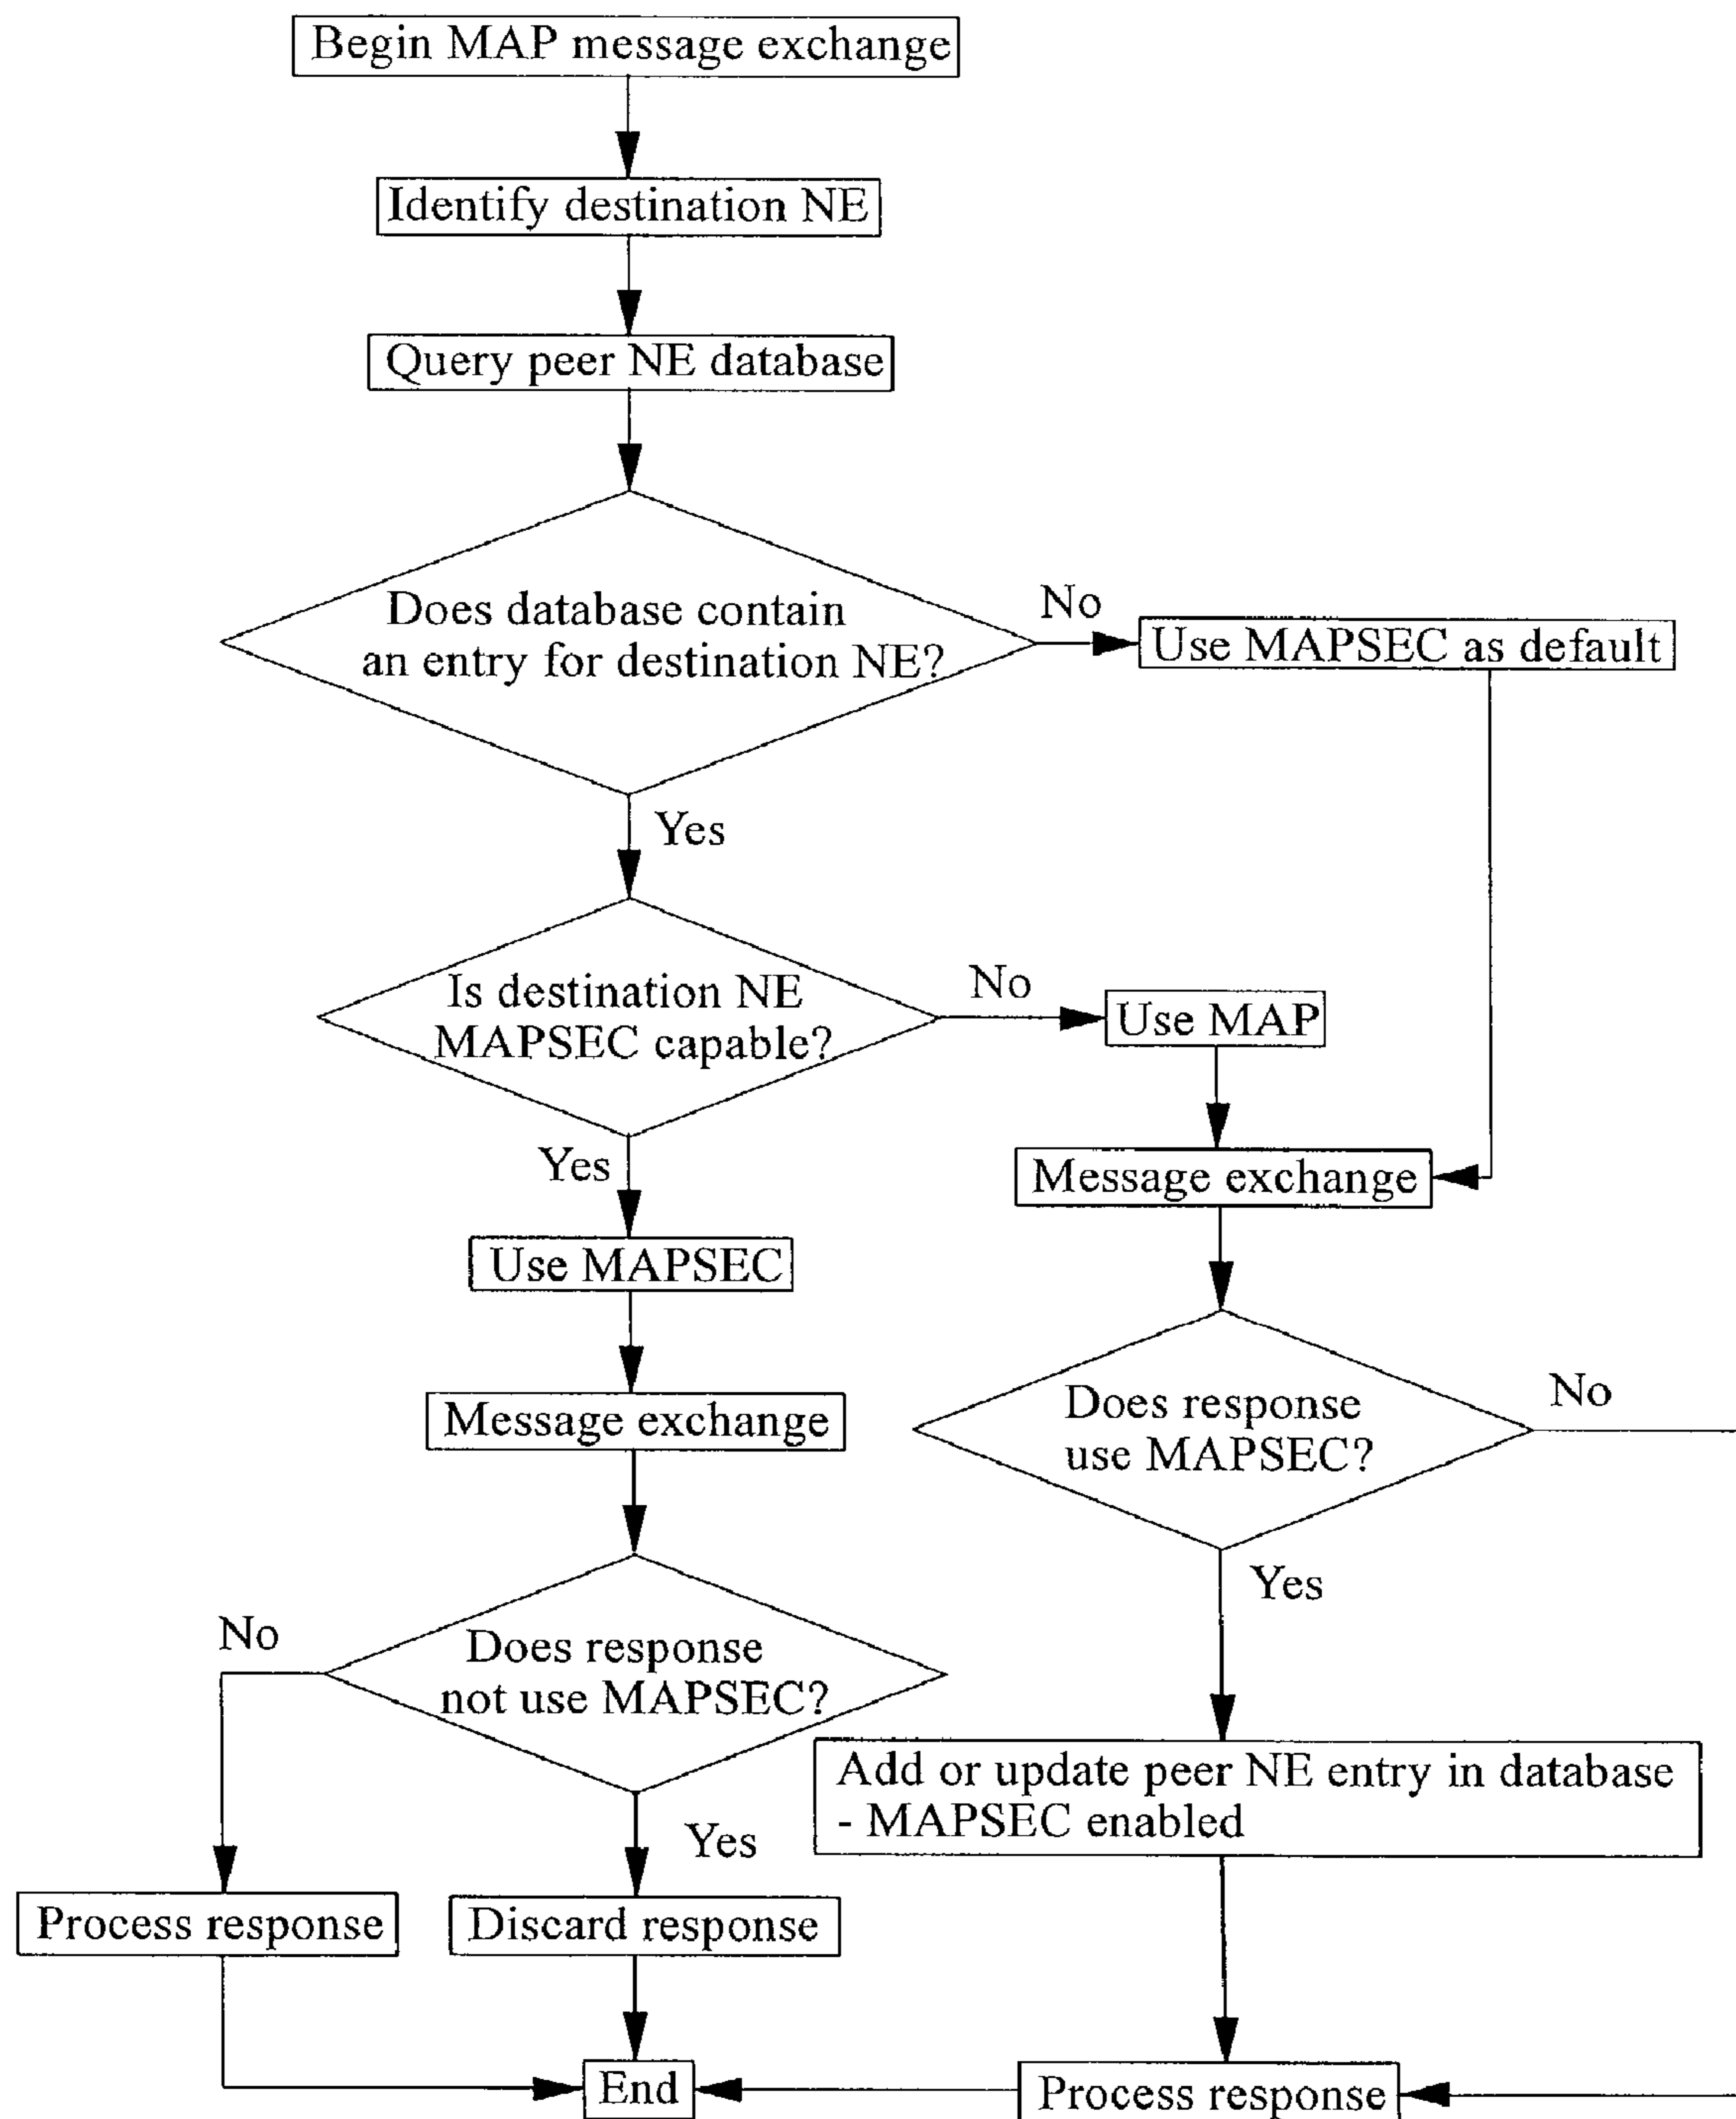 Begin MAP message exchange
Identify destination NE
Query peer NE database
Does database contain
an entry for destination NE?
No
Use MAPSEC as default
Yes
Is destination NE
MAPSEC capable?
No
Use MAP
Yes
Message exchange
Use MAPSEC
Message exchange
Does response
use MAPSEC?
No
Yes
Does response
not use MAPSEC?
No
Yes
Add or update peer NE entry in database
- MAPSEC enabled
Process response
Discard response
End
Process response